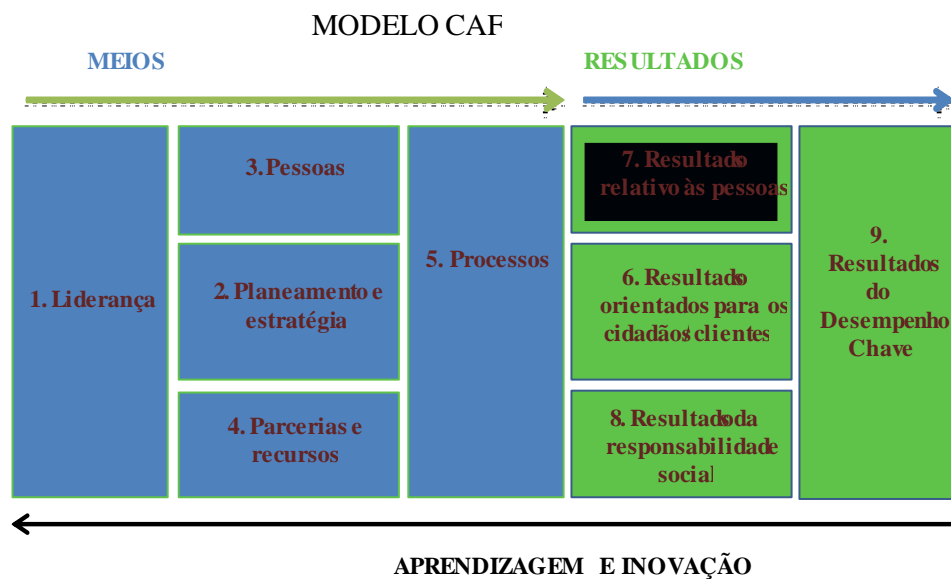 MODELO CAF
MEIOS
RESULTADOS
1. Liderança
3. Pessoas
2. Planeamento e
estratégia
4. Parcerias e
recursos
5. Processos
7. Resultado
relativo às pessoas
6. Resultado
orientados para os
cidadãos/clientes
8. Resultado da
responsabilidade
social
9.
Resultados
do
Desempenho
Chave
APRENDIZAGEM E INOVAÇÃO